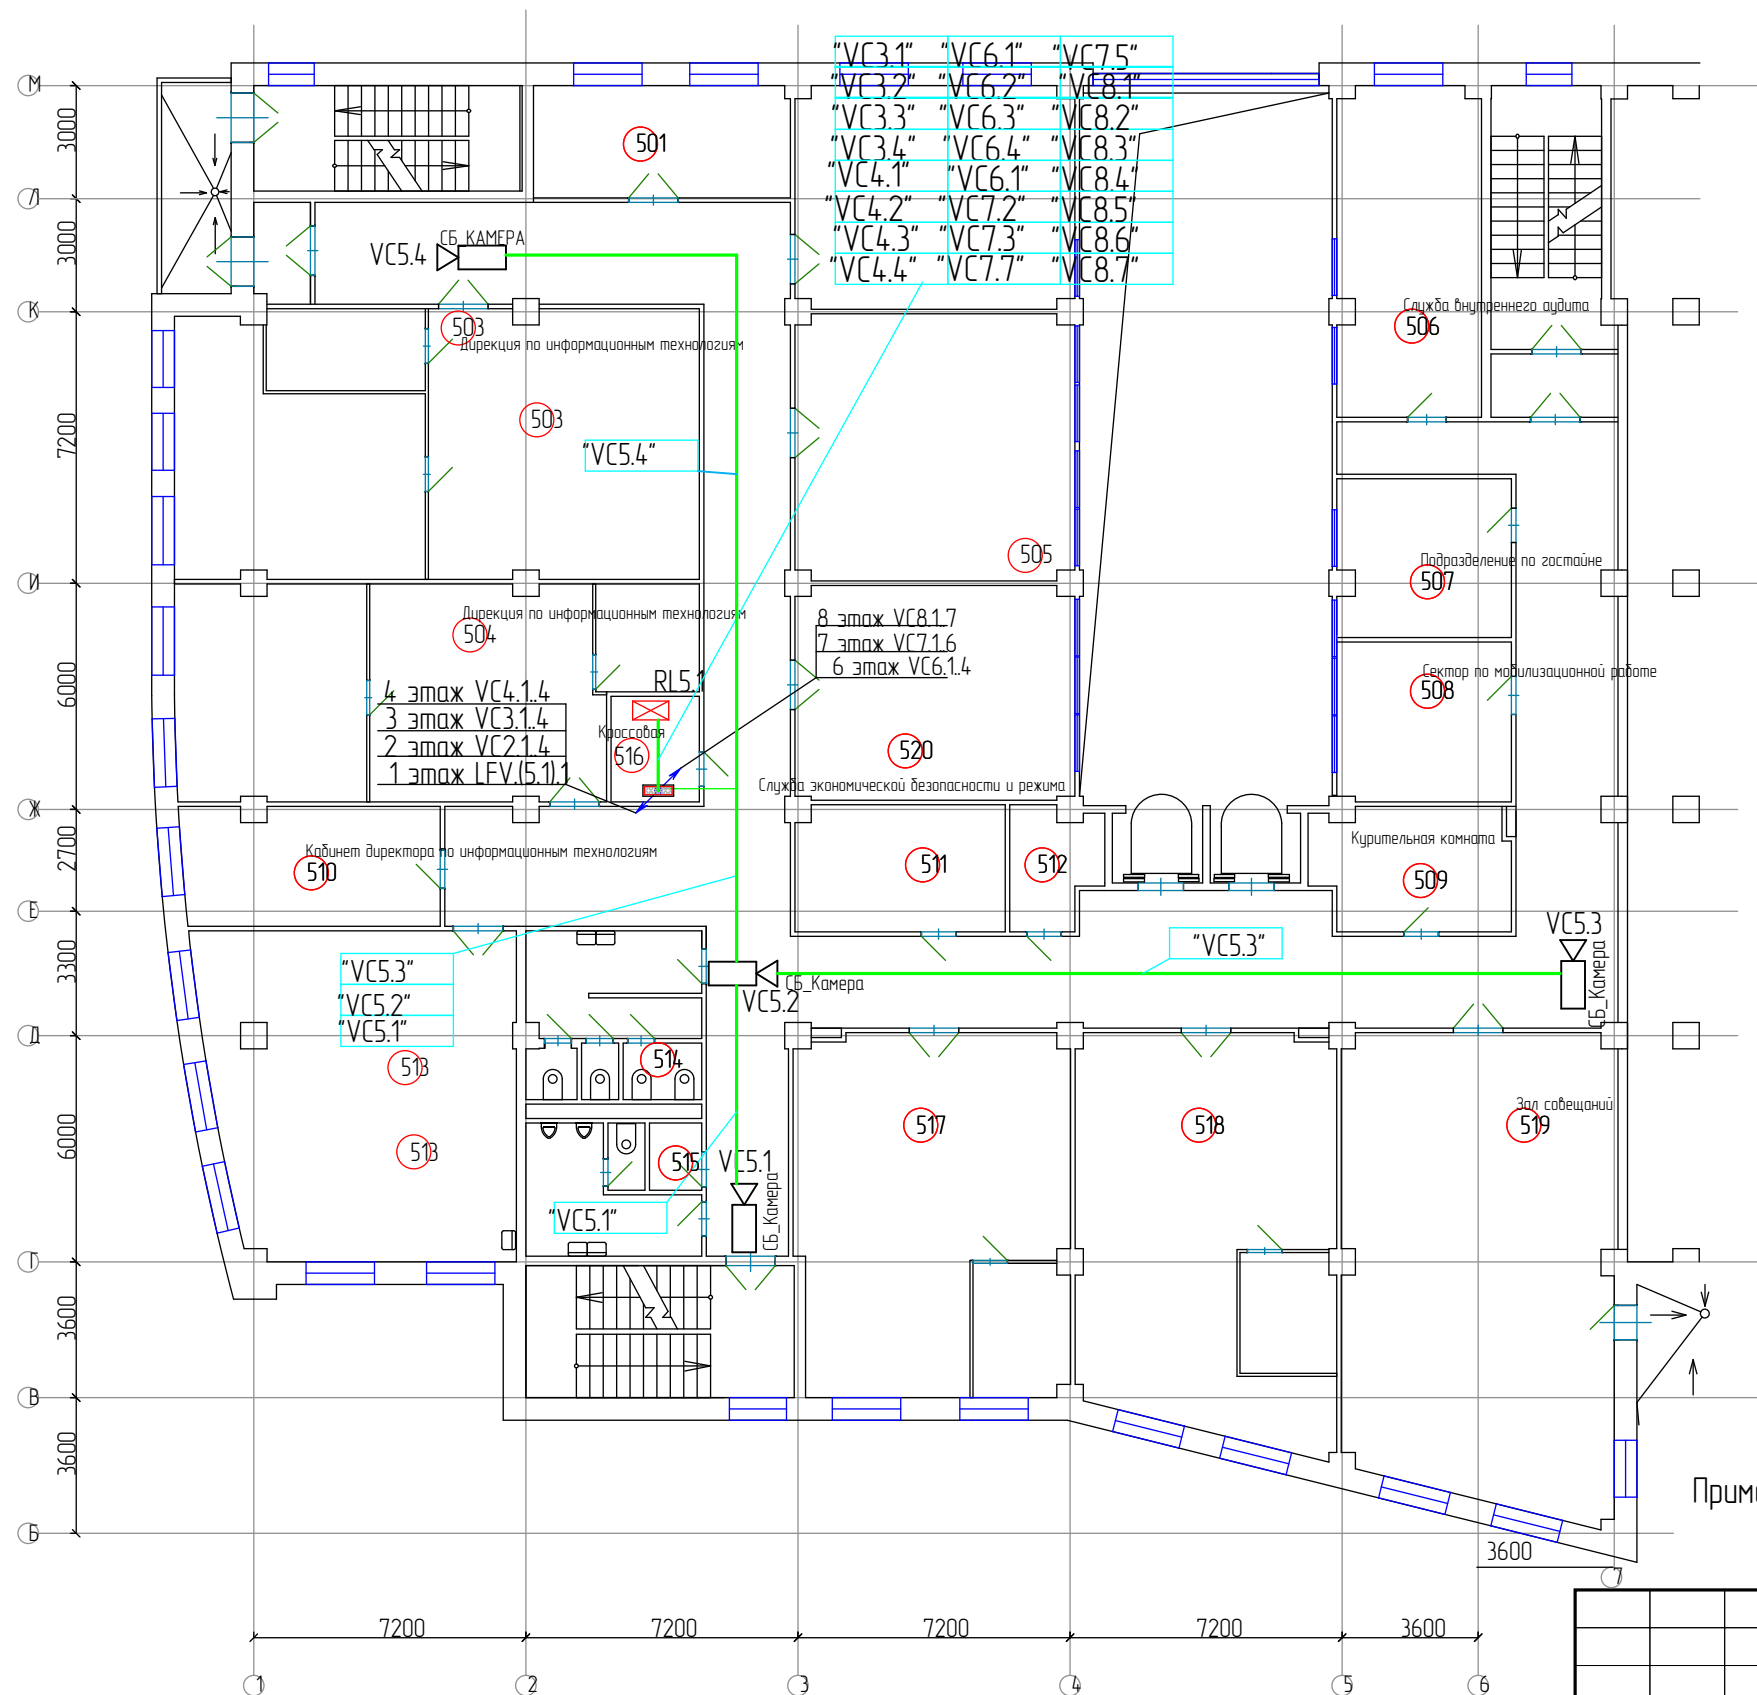 "VC3.1" "VC6.1" "VC7.5"
"VC3.2" "VC6.2" "VC8.1"
"VC3.3" "VC6.3" "VC8.2"
"VC3.4" "VC6.4" "VC8.3"
"VC4.1" "VC6.1" "VC8.4"
"VC4.2" "VC7.2" "VC8.5"
"VC4.3" "VC7.3" "VC8.6"
"VC4.4" "VC7.7" "VC8.7"
М
3000
501
Л
3000
VC5.4
СБ_КАМЕРА
К
503
Дирекция по информационным технологиям
Служба внутреннего аудита
506
7200
503
"VC5.4"
505
И
Подразделение по гостайне
507
Дирекция по информационным технологиям
504
8 этаж VC8.1..7
7 этаж VC7.1..6
6 этаж VC6.1..4
6000
RL5.1
4 этаж VC4.1..4
3 этаж VC3.1..4
2 этаж VC2.1..4
1 этаж LFV.(5.1).1
Кроссовая
516
520
Сектор по мобилизационной работе
508
Служба экономической безопасности и режима
Ж
2700
Кабинет директора по информационным технологиям
510
511
512
Курительная комната
509
Е
3300
"VC5.3"
"VC5.2"
"VC5.1"
VC5.2
СБ_Камера
"VC5.3"
VC5.3
СБ_Камера
Д
513
514
6000
513
515
VC5.1
СБ_Камера
"VC5.1"
517
518
Зал совещаний
519
Г
3600
В
3600
Б
Приме
3600
7
7200
7200
7200
7200
3600
1
2
3
4
5
6